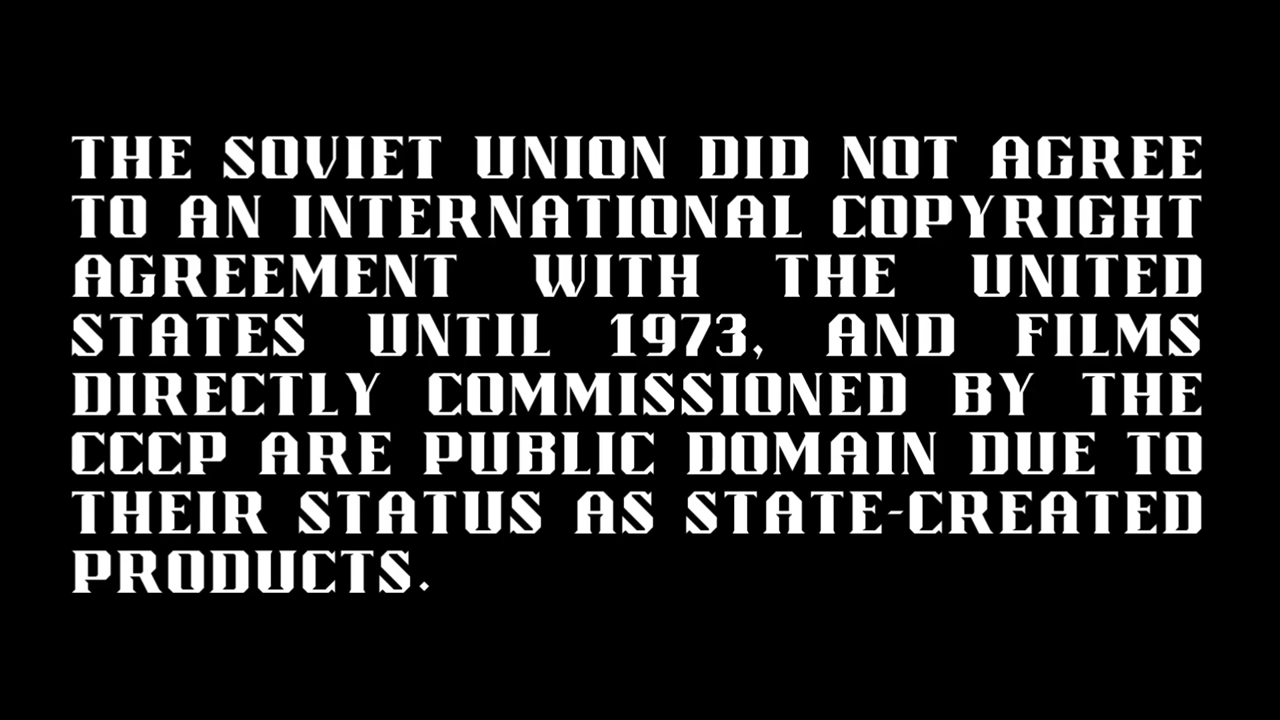 THE SOVIET UNION DID NOT AGREE
TO AN INTERNATIONAL COPYRIGHT
AGREEMENT WITH THE UNITED
STATES UNTIL 1973, AND FILMS
DIRECTLY COMMISSIONED BY THE
CCCP ARE PUBLIC DOMAIN DUE TO
THEIR STATUS AS STATE-CREATED
PRODUCTS.